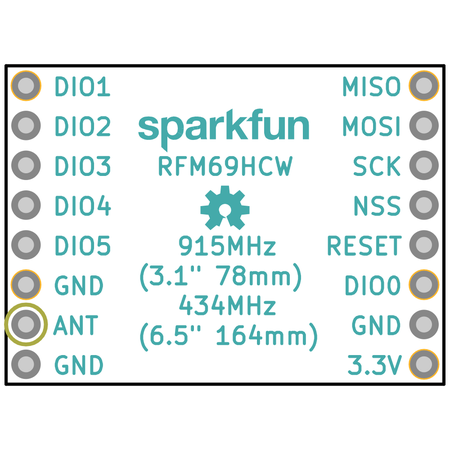 DIO1
DIO2
DIO3
DIO4
DIO5
GND
ANT
GND
sparkfun
RFM69HCW
915MHz
(3.1" 78mm)
434MHz
(6.5" 164mm)
MISO
MOSI
SCK
NSS
RESET
DIO0
GND
3.3V